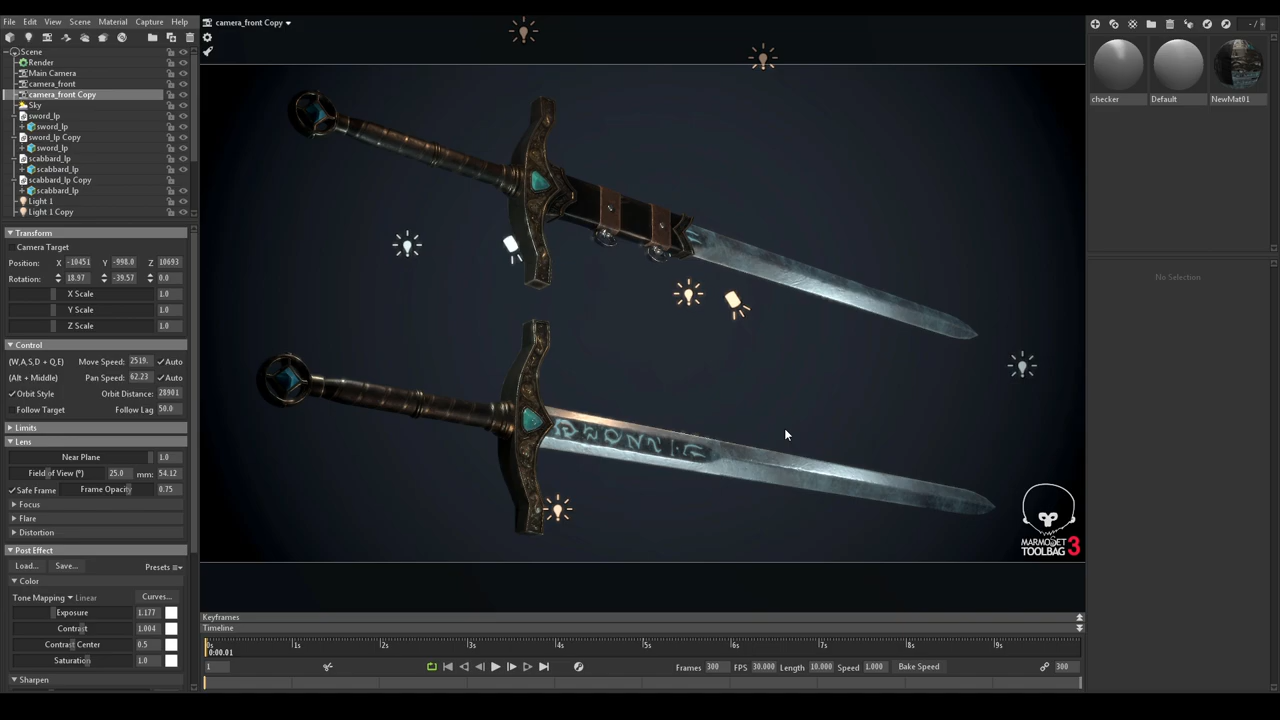 File Edit View Scene Material Capture Help
camera_front Copy
- /
Scene
Render
Main Camera
camera_front
camera_front Copy
Sky
sword_lp
sword_lp
sword_lp Copy
sword_lp
scabbard_lp
scabbard_lp
scabbard_lp Copy
scabbard_lp
Light 1
Light 1 Copy
checker
Default
NewMat01
Transform
Camera Target
Position: X -10451 Y -998.0 Z 10693
Rotation: 18.97 -39.57 0.0
X Scale 1.0
Y Scale 1.0
Z Scale 1.0
Control
(W,A,S,D + Q,E) Move Speed: 2519. Auto
(Alt + Middle) Pan Speed: 62.23 Auto
Orbit Style Orbit Distance: 28901
Follow Target Follow Lag 50.0
Limits
Lens
Near Plane 1.0
Field of View (°) 25.0 mm: 54.12
Safe Frame Frame Opacity 0.75
Focus
Flare
Distortion
Post Effect
Load... Save... Presets
Color
Tone Mapping Linear Curves...
Exposure 1.177
Contrast 1.004
Contrast Center 0.5
Saturation 1.0
Sharpen
No Selection
MARMOSET
TOOLBAG 3
Keyframes
Timeline
0s 1s 2s 3s 4s 5s 6s 7s 8s 9s
0:00.01
1
Frames 300 FPS 30.000 Length 10.000 Speed 1.000 Bake Speed 300